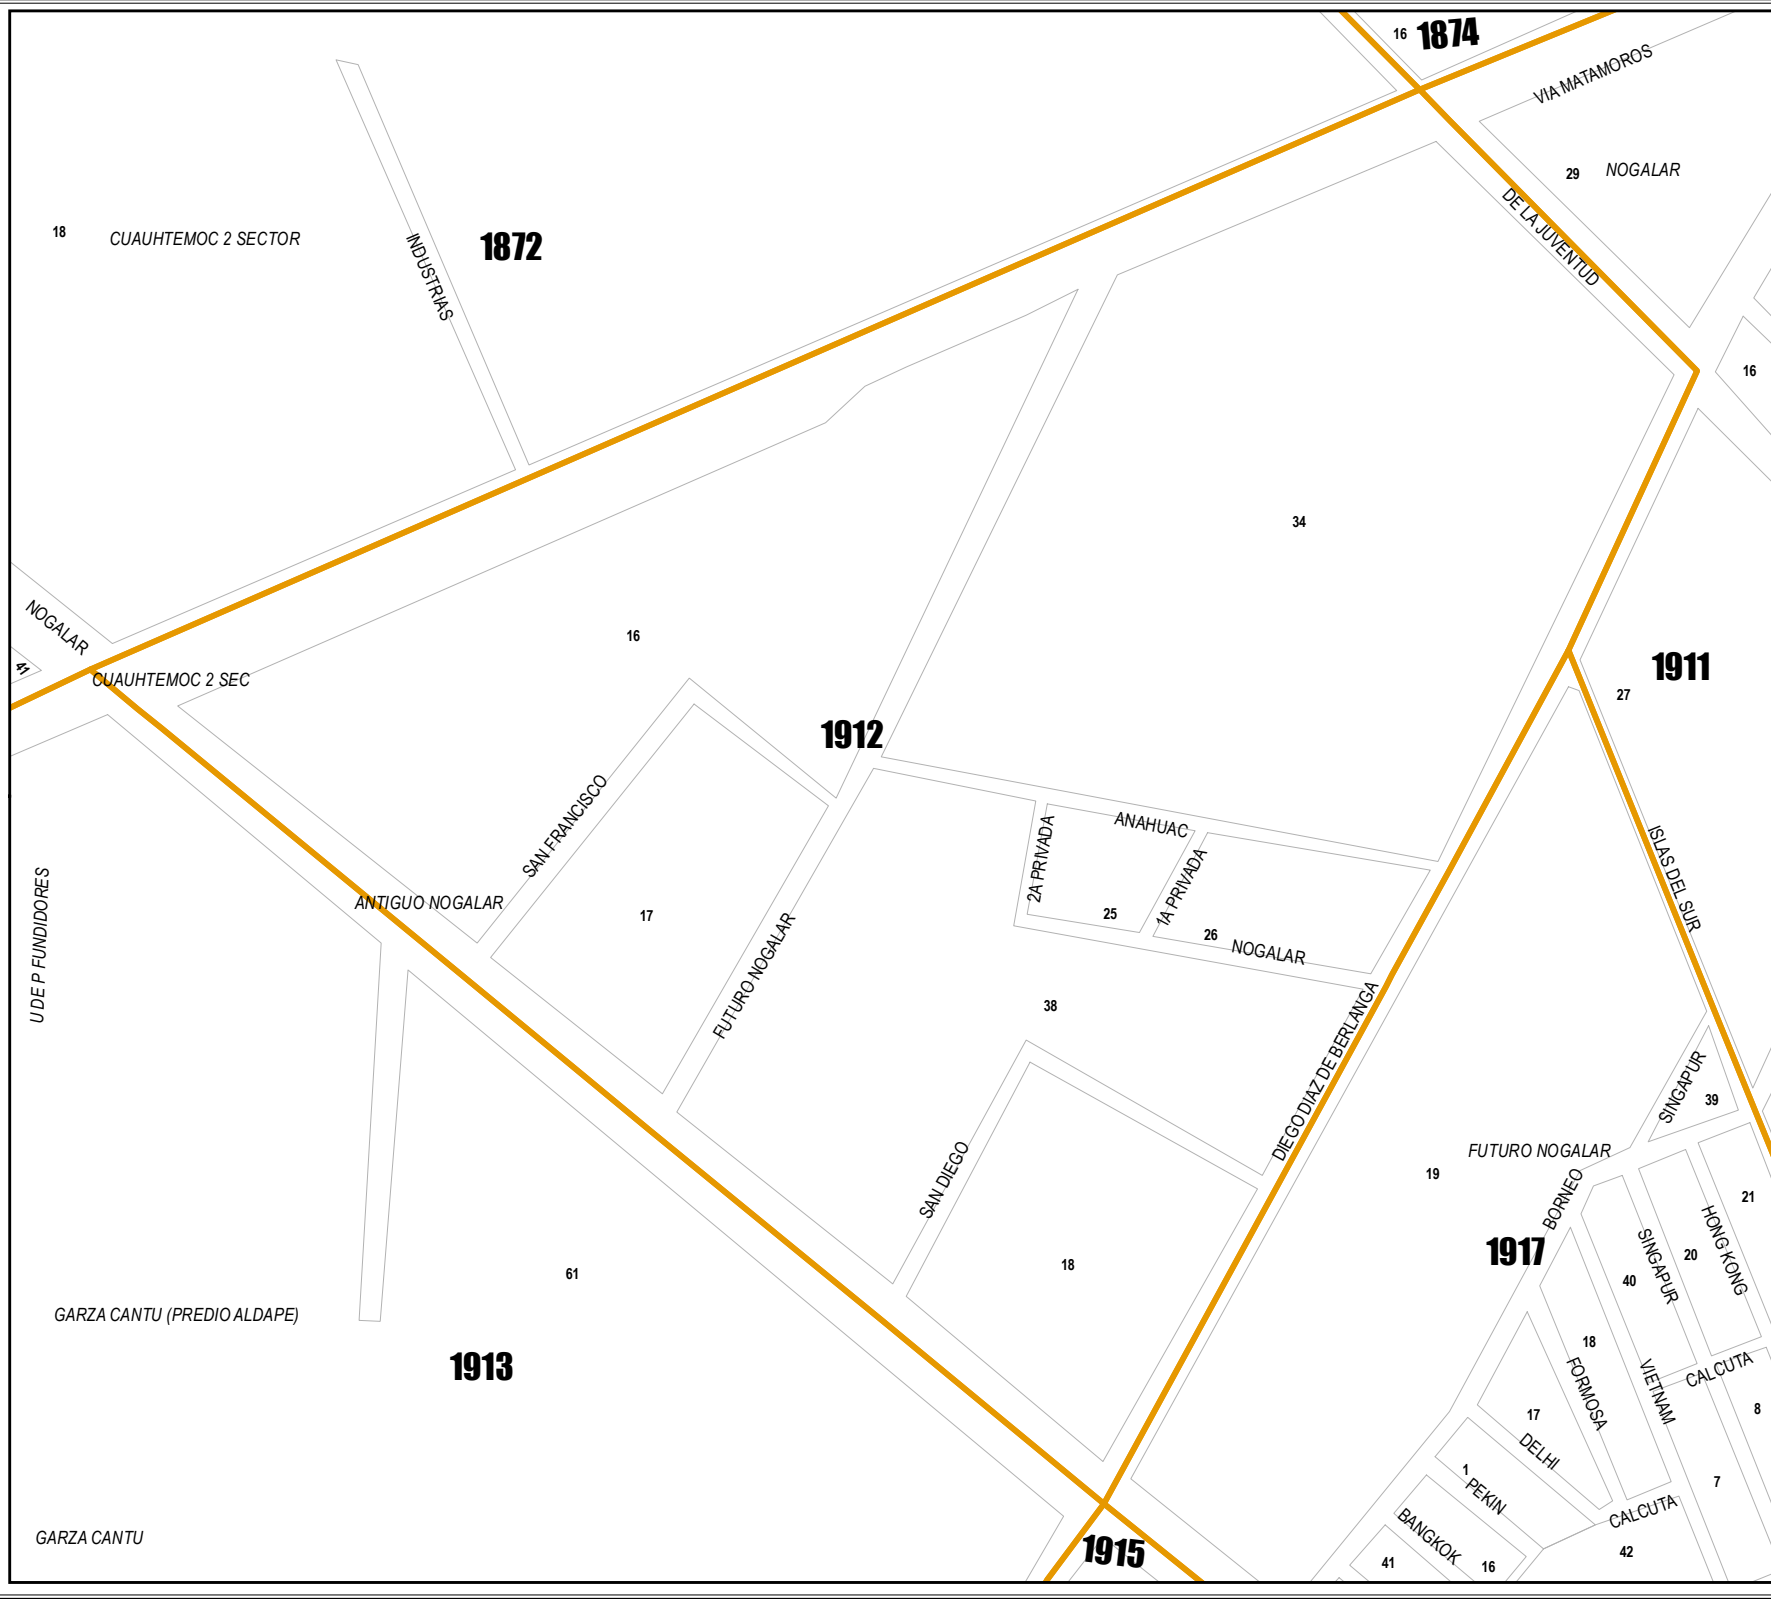 16
1874
VIA MATAMOROS
29
NOGALAR
DE LA JUVENTUD
18
CUAUHTEMOC 2 SECTOR
INDUSTRIAS
1872
16
34
NOGALAR
41
CUAUHTEMOC 2 SEC
16
1911
27
1912
SAN FRANCISCO
ANAHUAC
2A PRIVADA
1A PRIVADA
ISLAS DEL SUR
U DE P FUNDIDORES
ANTIGUO NOGALAR
17
25
26
NOGALAR
FUTURO NOGALAR
38
DIEGO DIAZ DE BERLANGA
SINGAPUR
39
SAN DIEGO
19
FUTURO NOGALAR
BORNEO
21
HONG KONG
1917
20
SINGAPUR
40
18
61
GARZA CANTU (PREDIO ALDAPE)
1913
18
FORMOSA
VIETNAM
CALCUTA
8
17
DELHI
1
PEKIN
7
CALCUTA
BANGKOK
GARZA CANTU
1915
41
16
42